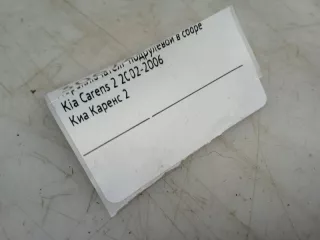 подрулевой в сборе
Kia Carens 2 2002-2006
Киа Каренс 2